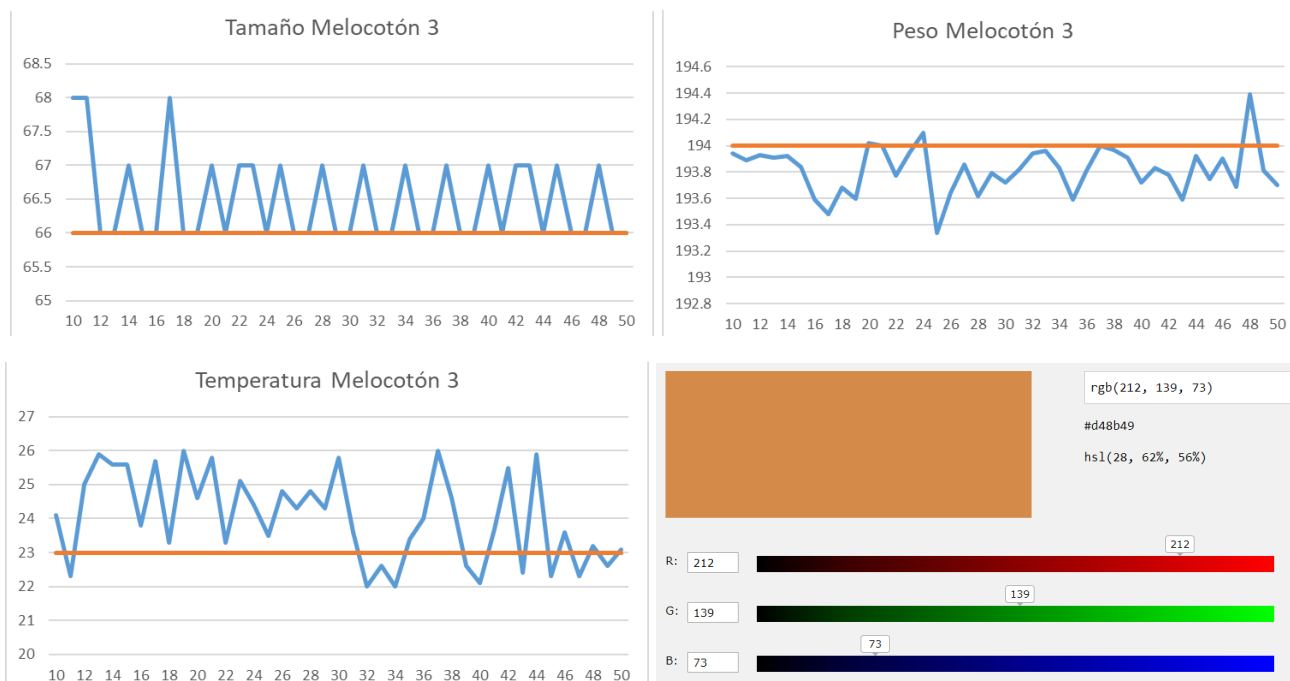 Tamaño Melocotón 3
68.5
68
67.5
67
66.5
66
65.5
65
10 12 14 16 18 20 22 24 26 28 30 32 34 36 38 40 42 44 46 48 50
Peso Melocotón 3
194.6
194.4
194.2
194
193.8
193.6
193.4
193.2
193
192.8
10 12 14 16 18 20 22 24 26 28 30 32 34 36 38 40 42 44 46 48 50
Temperatura Melocotón 3
27
26
25
24
23
22
21
20
10 12 14 16 18 20 22 24 26 28 30 32 34 36 38 40 42 44 46 48 50
rgb(212, 139, 73)
#d48b49
hsl(28, 62%, 56%)
212
R: 212
139
G: 139
73
B: 73